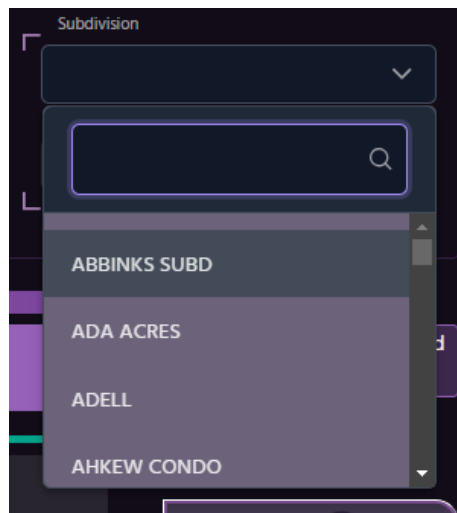 Subdivision
ABBINKS SUBD
ADA ACRES
d
ADELL
AHKEW CONDO